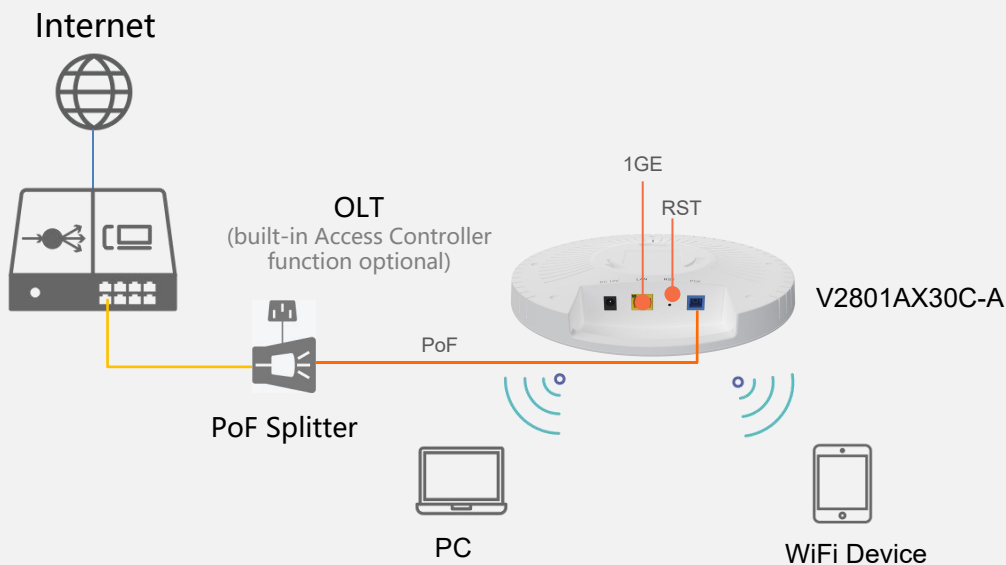 Internet
1GE
RST
OLT
(built-in Access Controller
function optional)
V2801AX30C-A
PoF
PoF Splitter
PC
WiFi Device